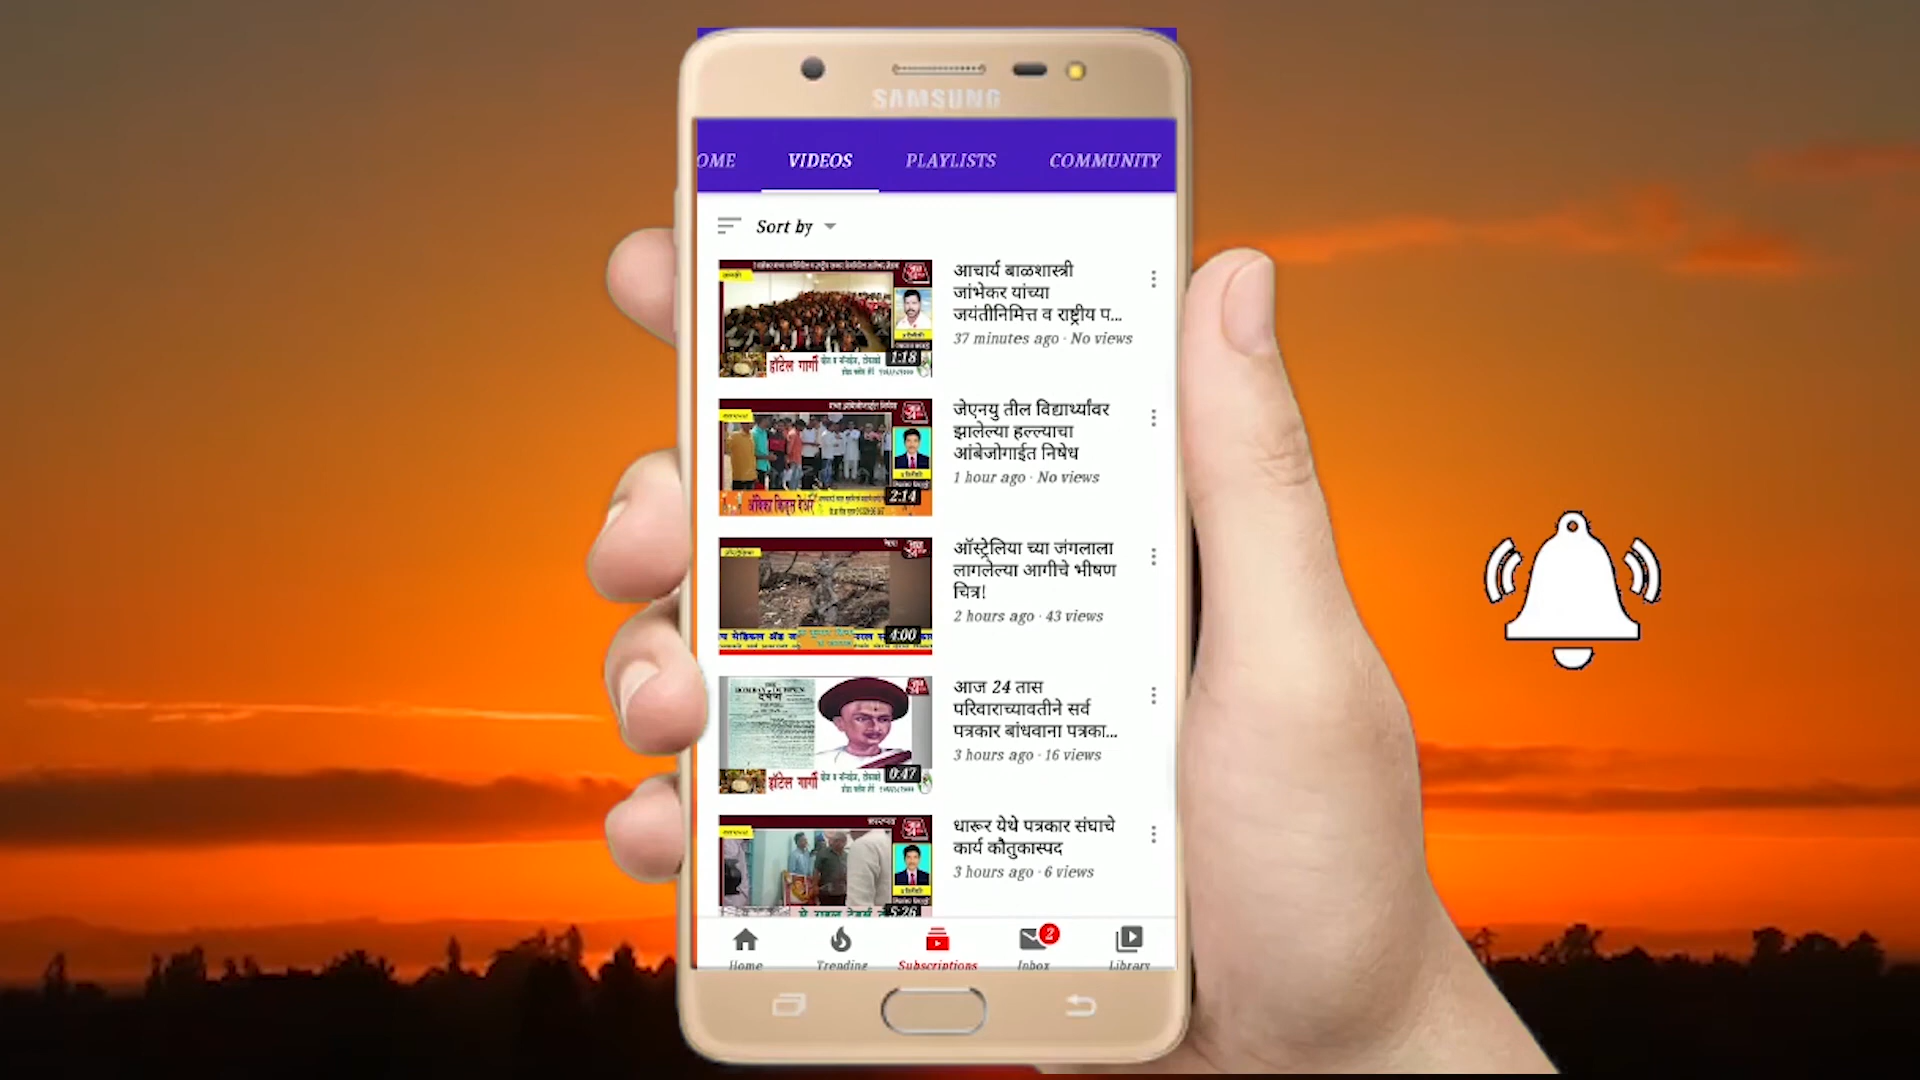 SAMSUNG
OME VIDEOS PLAYLISTS COMMUNITY
Sort by
आचार्य बाळशास्त्री
जांभेकर यांच्या
जयंतीनिमित्त व राष्ट्रीय प...
37 minutes ago · No views
हॉटेल गार्गी
1:18
जेएनयु तील विद्यार्थ्यांवर
झालेल्या हल्ल्याचा
आंबेजोगाईत निषेध
1 hour ago · No views
2:14
ऑस्ट्रेलिया च्या जंगलाला
लागलेल्या आगीचे भीषण
चित्र!
2 hours ago · 43 views
4:00
आज 24 तास
परिवाराच्यावतीने सर्व
पत्रकार बांधवाना पत्रका...
3 hours ago · 16 views
हॉटेल गार्गी
0:47
धारूर येथे पत्रकार संघाचे
कार्य कौतुकास्पद
3 hours ago · 6 views
5:26
2
Home Trending Subscriptions Inbox Library